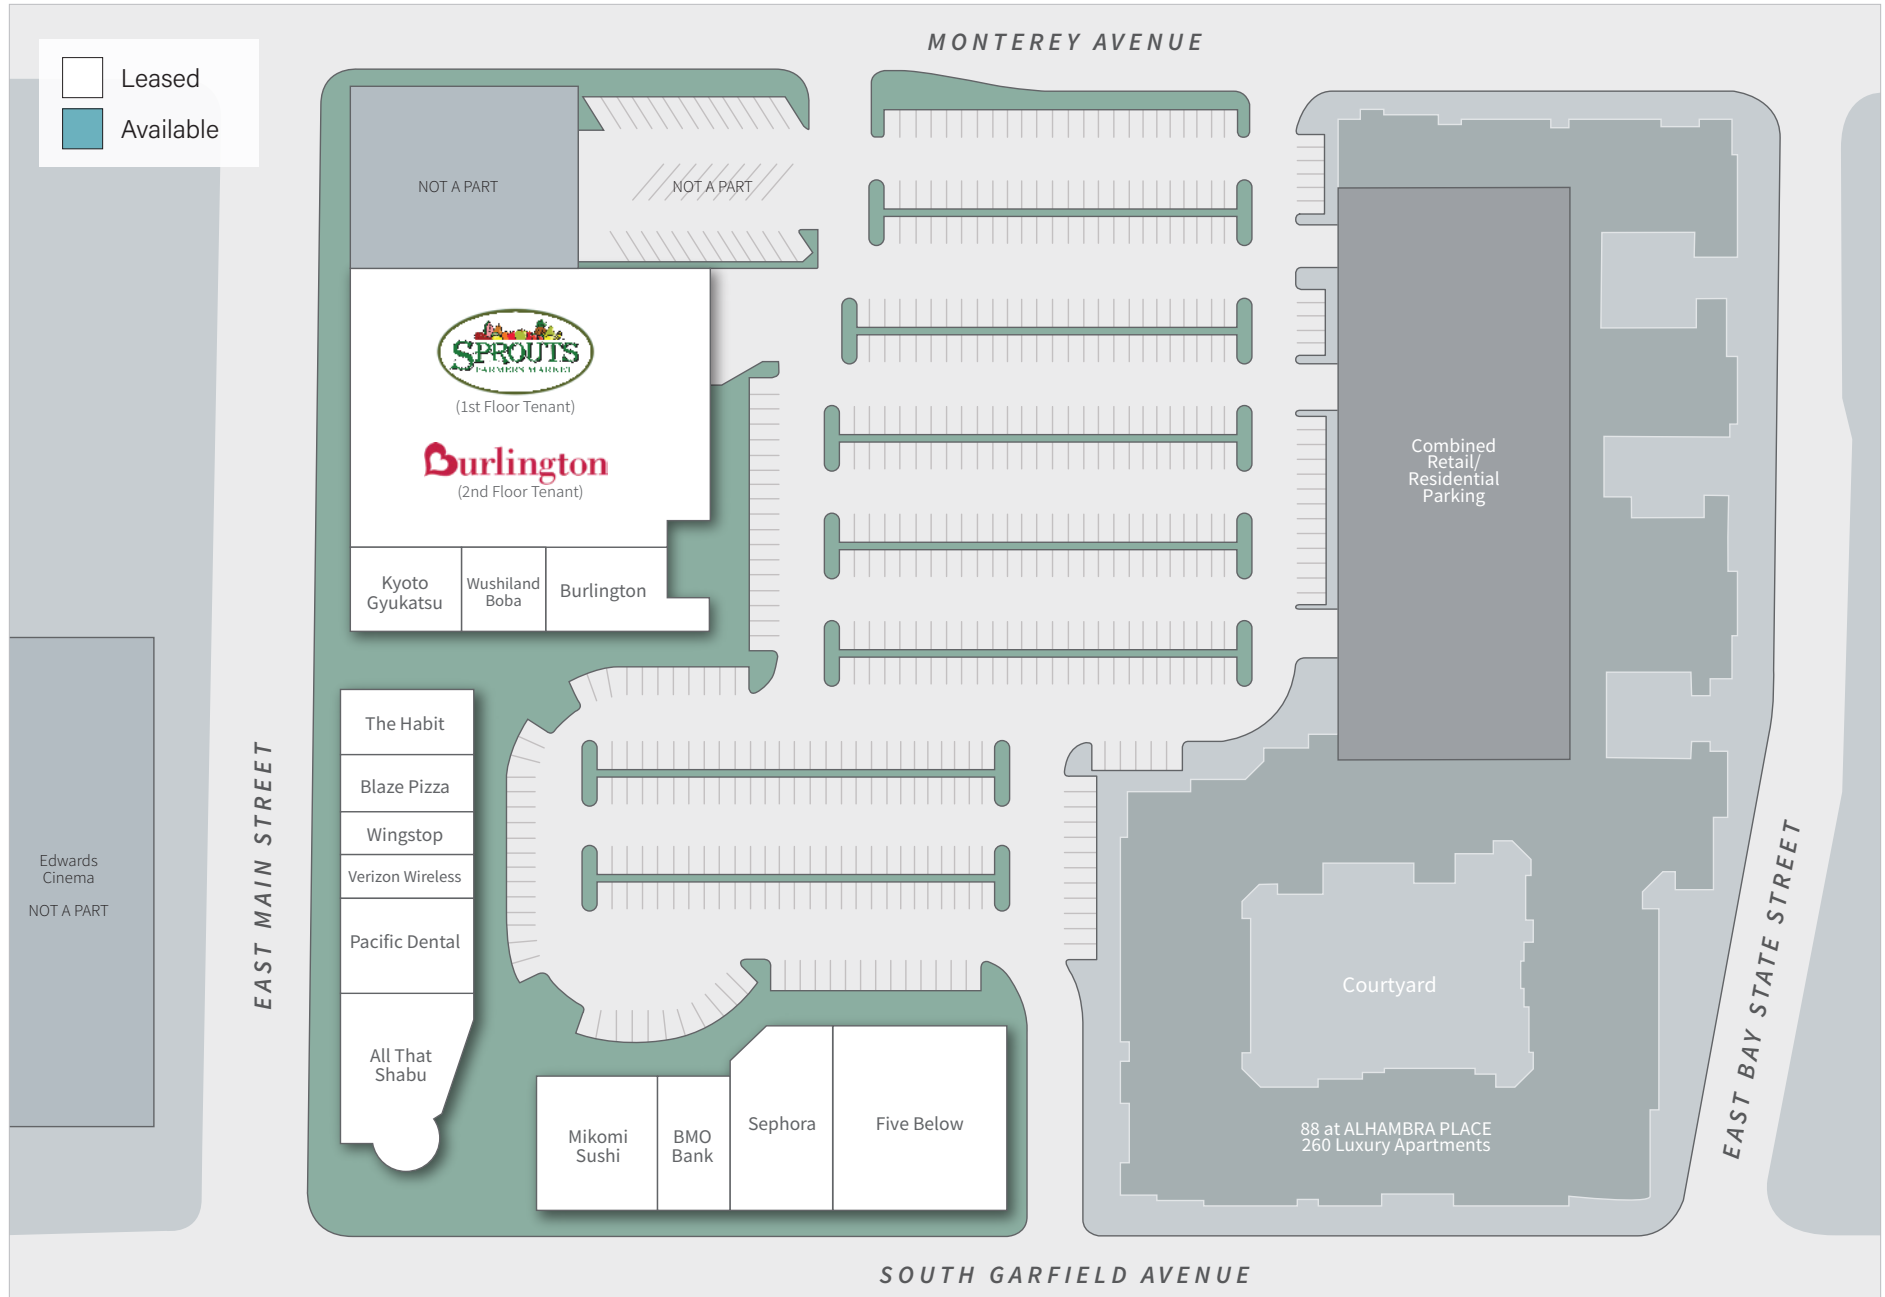 MONTEREY AVENUE
Leased
Available
NOT A PART
NOT A PART
SPROUTS
FARMERS MARKET
(1st Floor Tenant)
Burlington
(2nd Floor Tenant)
Kyoto
Gyukatsu
Wushiland
Boba
Burlington
Combined
Retail/
Residential
Parking
The Habit
Blaze Pizza
Wingstop
Verizon Wireless
Pacific Dental
All That
Shabu
Edwards
Cinema
NOT A PART
EAST MAIN STREET
Mikomi
Sushi
BMO
Bank
Sephora
Five Below
Courtyard
88 at ALHAMBRA PLACE
260 Luxury Apartments
EAST BAY STATE STREET
SOUTH GARFIELD AVENUE